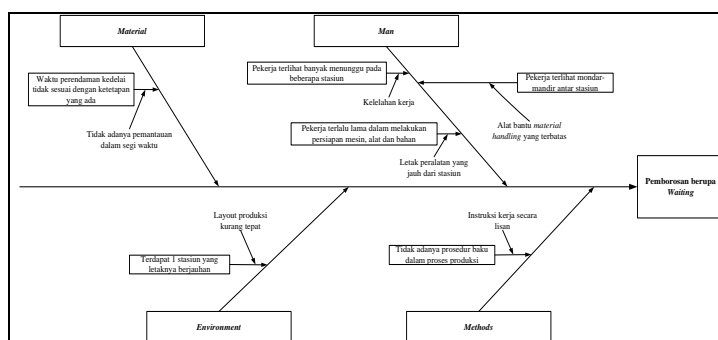 Material
Man
Waktu perendaman kedelai
tidak sesuai dengan ketetapan
yang ada
Tidak adanya pemantauan
dalam segi waktu
Pekerja terlihat banyak menunggu pada
beberapa stasiun
Kelelahan kerja
Pekerja terlihat mondar-
mandir antar stasiun
Alat bantu material
handling yang terbatas
Pekerja terlalu lama dalam melakukan
persiapan mesin, alat dan bahan
Letak peralatan yang
jauh dari stasiun
Pemborosan berupa
Waiting
Layout produksi
kurang tepat
Terdapat 1 stasiun yang
letaknya berjauhan
Instruksi kerja secara
lisan
Tidak adanya prosedur baku
dalam proses produksi
Environment
Methods